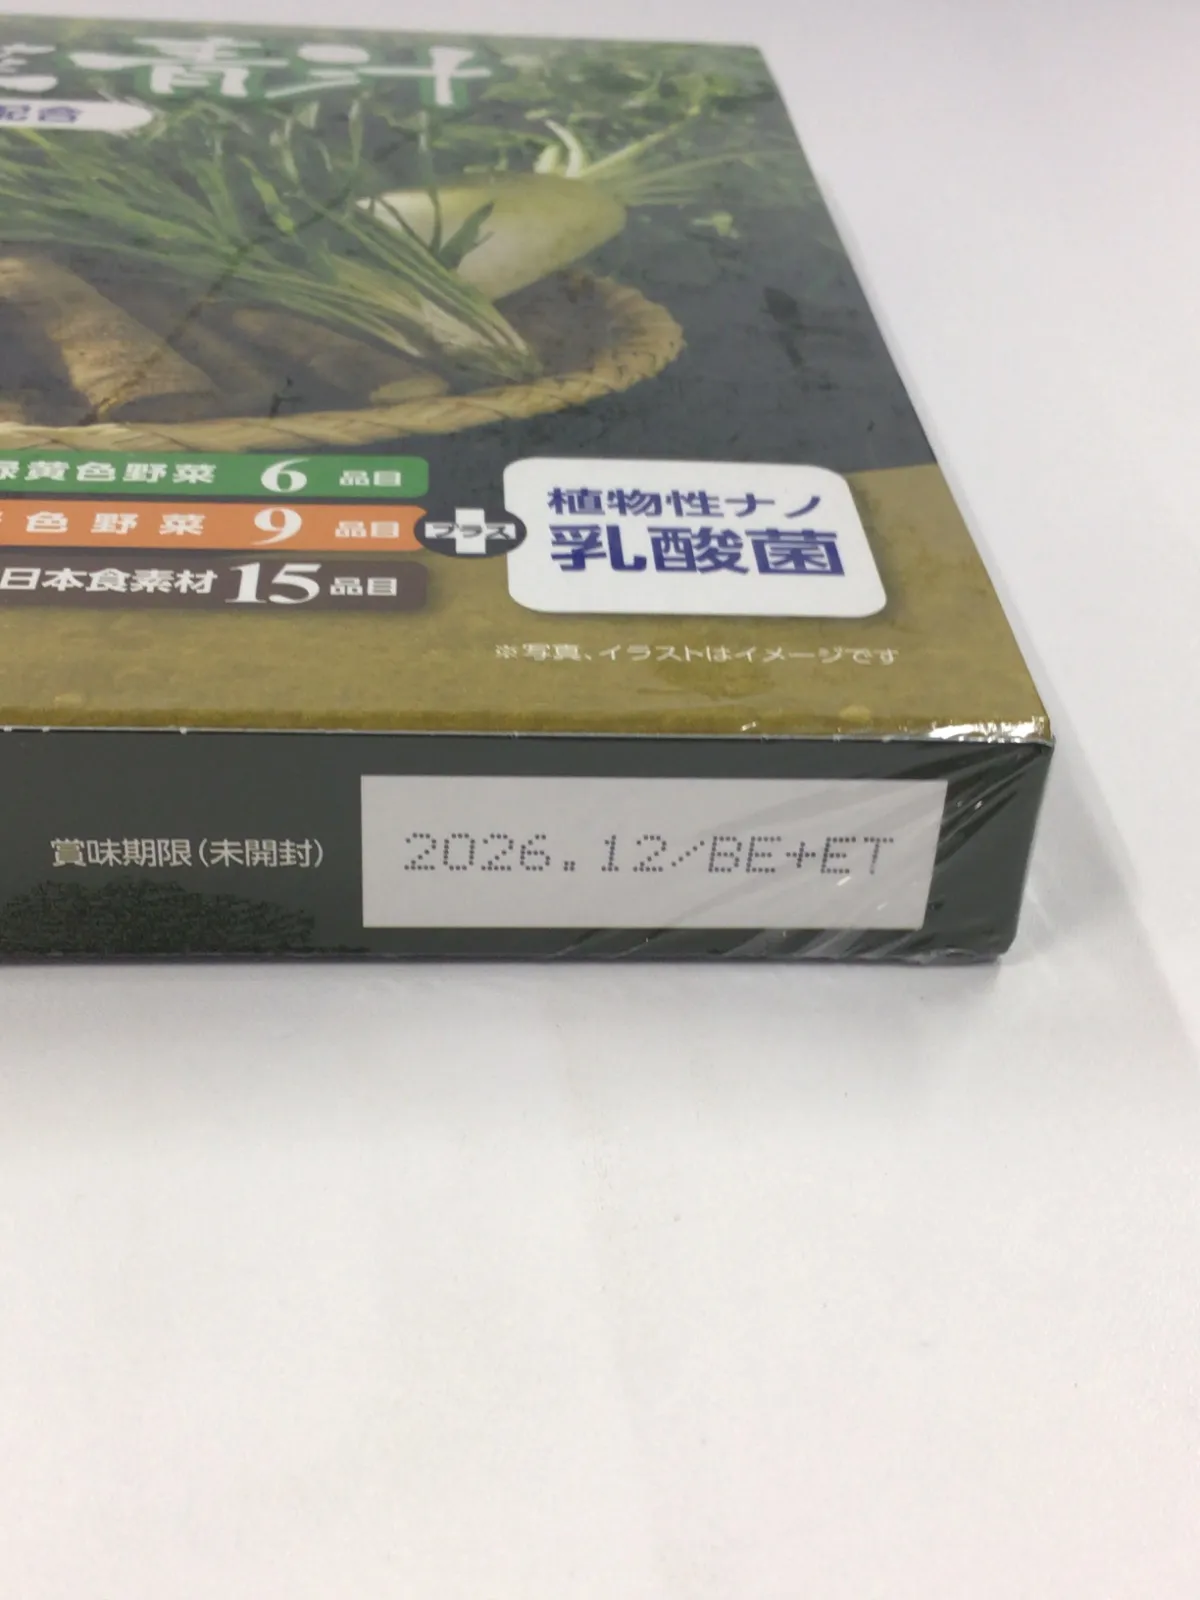 青汁
配合
緑黄色野菜 6 品目
色野菜 9 品目
日本食素材 15 品目
プラス
植物性ナノ
乳酸菌
※写真、イラストはイメージです
賞味期限(未開封)
2026.12/BE+ET